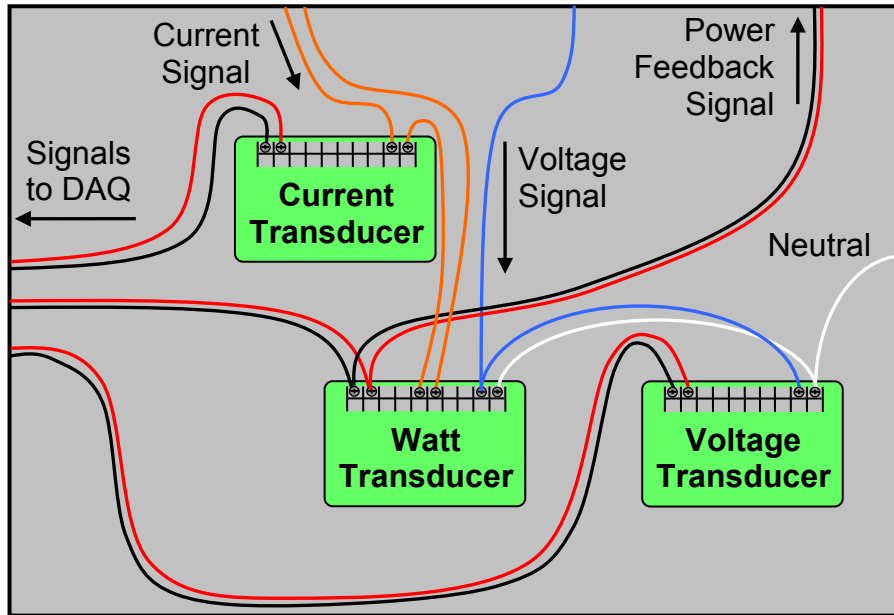 Current
Signal
Power
Feedback
Signal
Signals
to DAQ
Voltage
Signal
Current
Transducer
Neutral
Watt
Transducer
Voltage
Transducer